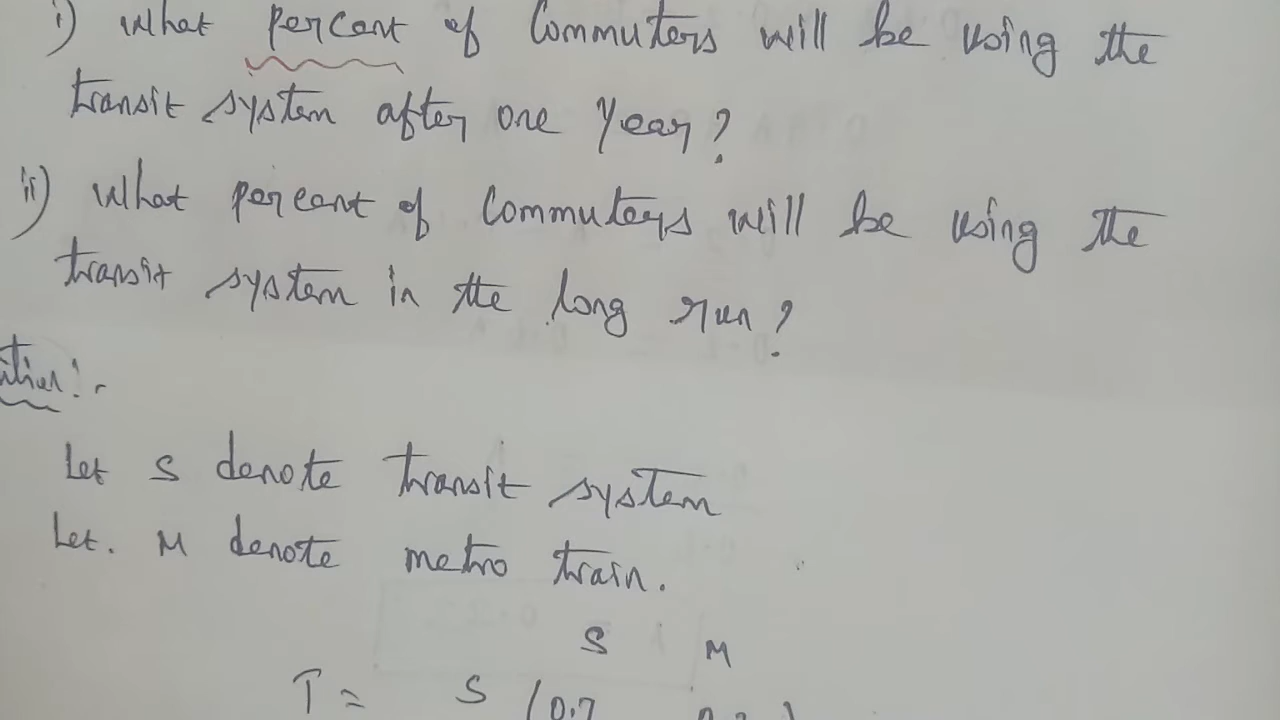 i) What percent of Commuters will be using the
transit system after one year?
ii) What percent of Commuters will be using the
transit system in the long run?
Let S denote transit system
Let. M denote metro train.
S M
T = S (0.7